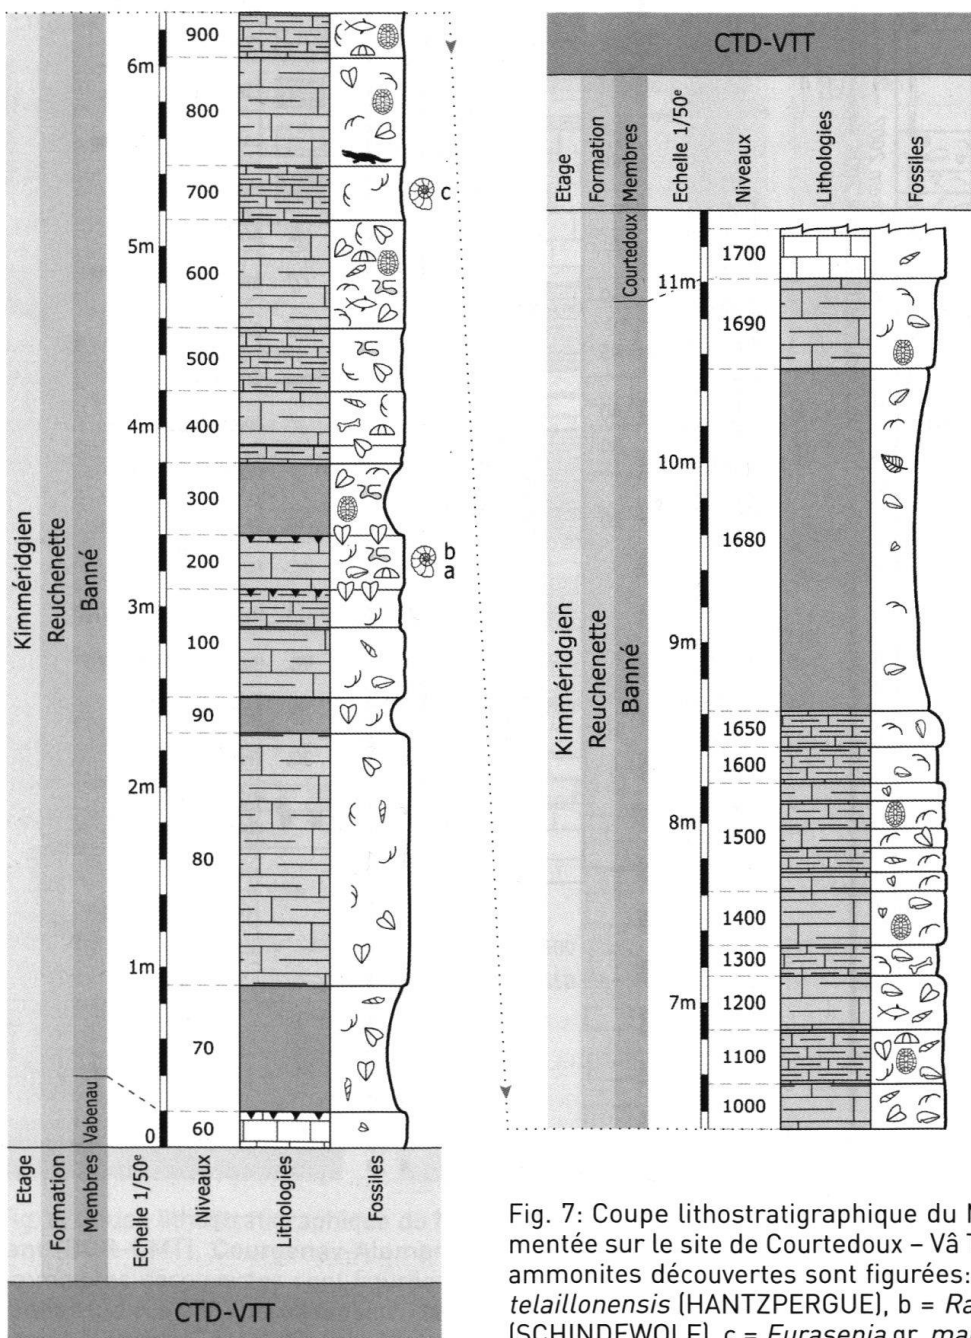 900
6m
800
700
c
5m
600
500
4m
400
300
200
b
a
3m
100
90
2m
80
1m
70
0
60
Kimméridgien
Reuchenette
Banné
Vabenau
Etage
Formation
Membres
Echelle 1/50e
Niveaux
Lithologies
Fossiles
CTD-VTT
CTD-VTT
Etage
Formation
Membres
Echelle 1/50e
Niveaux
Lithologies
Fossiles
Courtedoux
1700
11m
1690
10m
1680
9m
1650
1600
8m
1500
1400
1300
7m
1200
1100
1000
Kimméridgien
Reuchenette
Banné
Fig. 7: Coupe lithostratigraphique du
mentée sur le site de Courtedoux – Vâ
ammonites découvertes sont figurées:
telaillonensis (HANTZPERGUE), b =
(SCHINDEWOLF), c = Eurasenia gr.